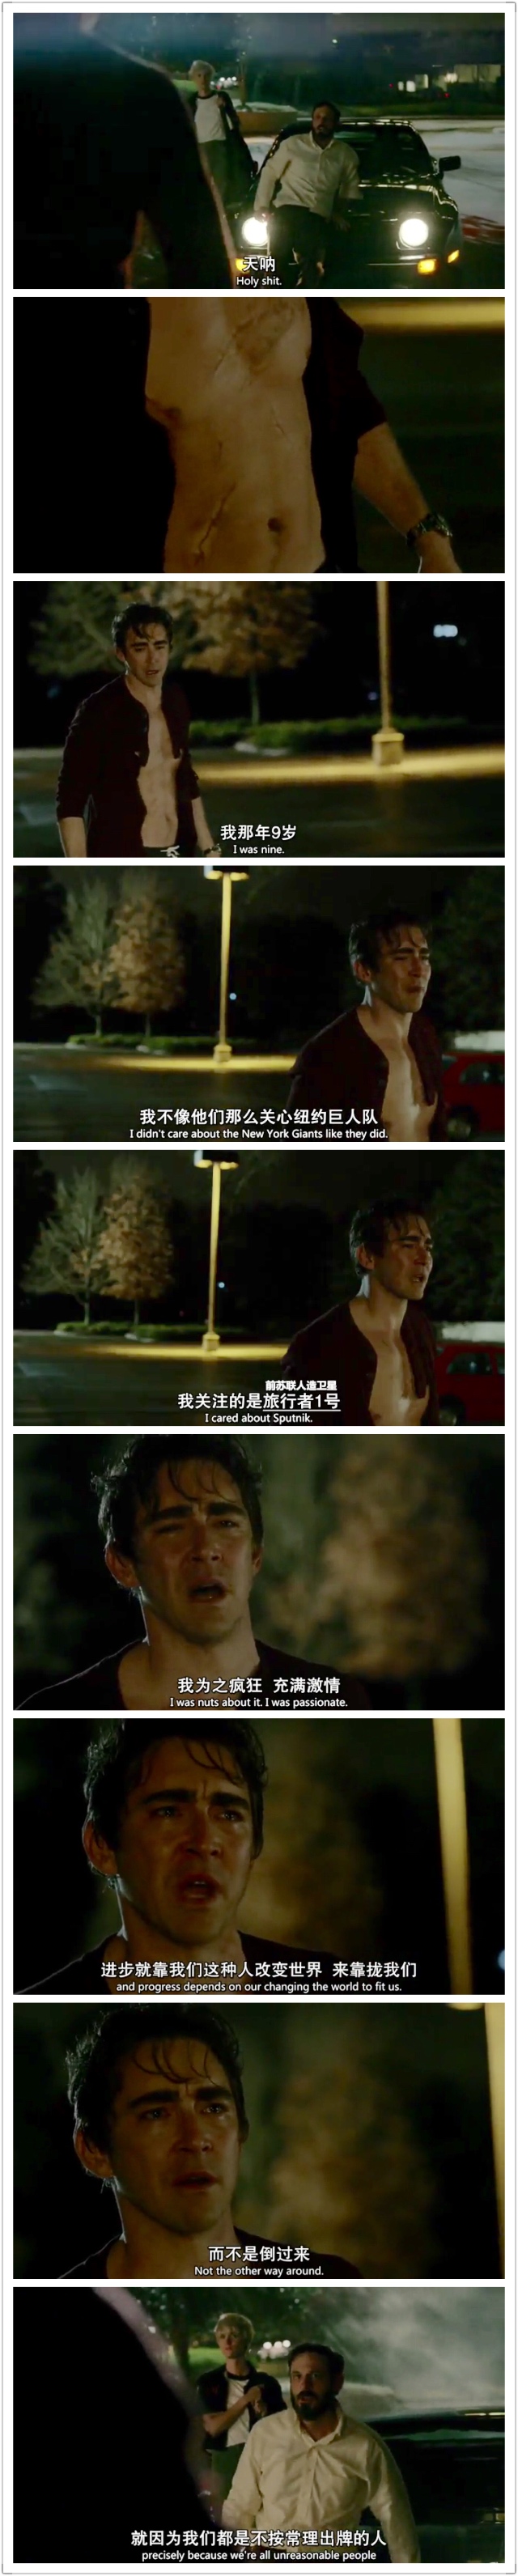 天呐
Holy shit.
我那年9岁
I was nine.
我不像他们那么关心纽约巨人队
I didn't care about the New York Giants like they did.
前苏联人造卫星
我关注的是旅行者1号
I cared about Sputnik.
我为之疯狂 充满激情
I was nuts about it. I was passionate.
进步就靠我们这种人改变世界 来靠拢我们
and progress depends on our changing the world to fit us.
而不是倒过来
Not the other way around.
就因为我们都是不按常理出牌的人
precisely because we're all unreasonable people